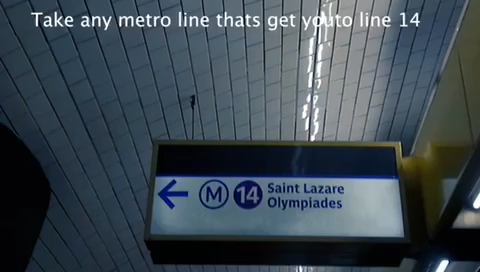 Take any metro line thats get youto line 14
M 14 Saint Lazare
Olympiades